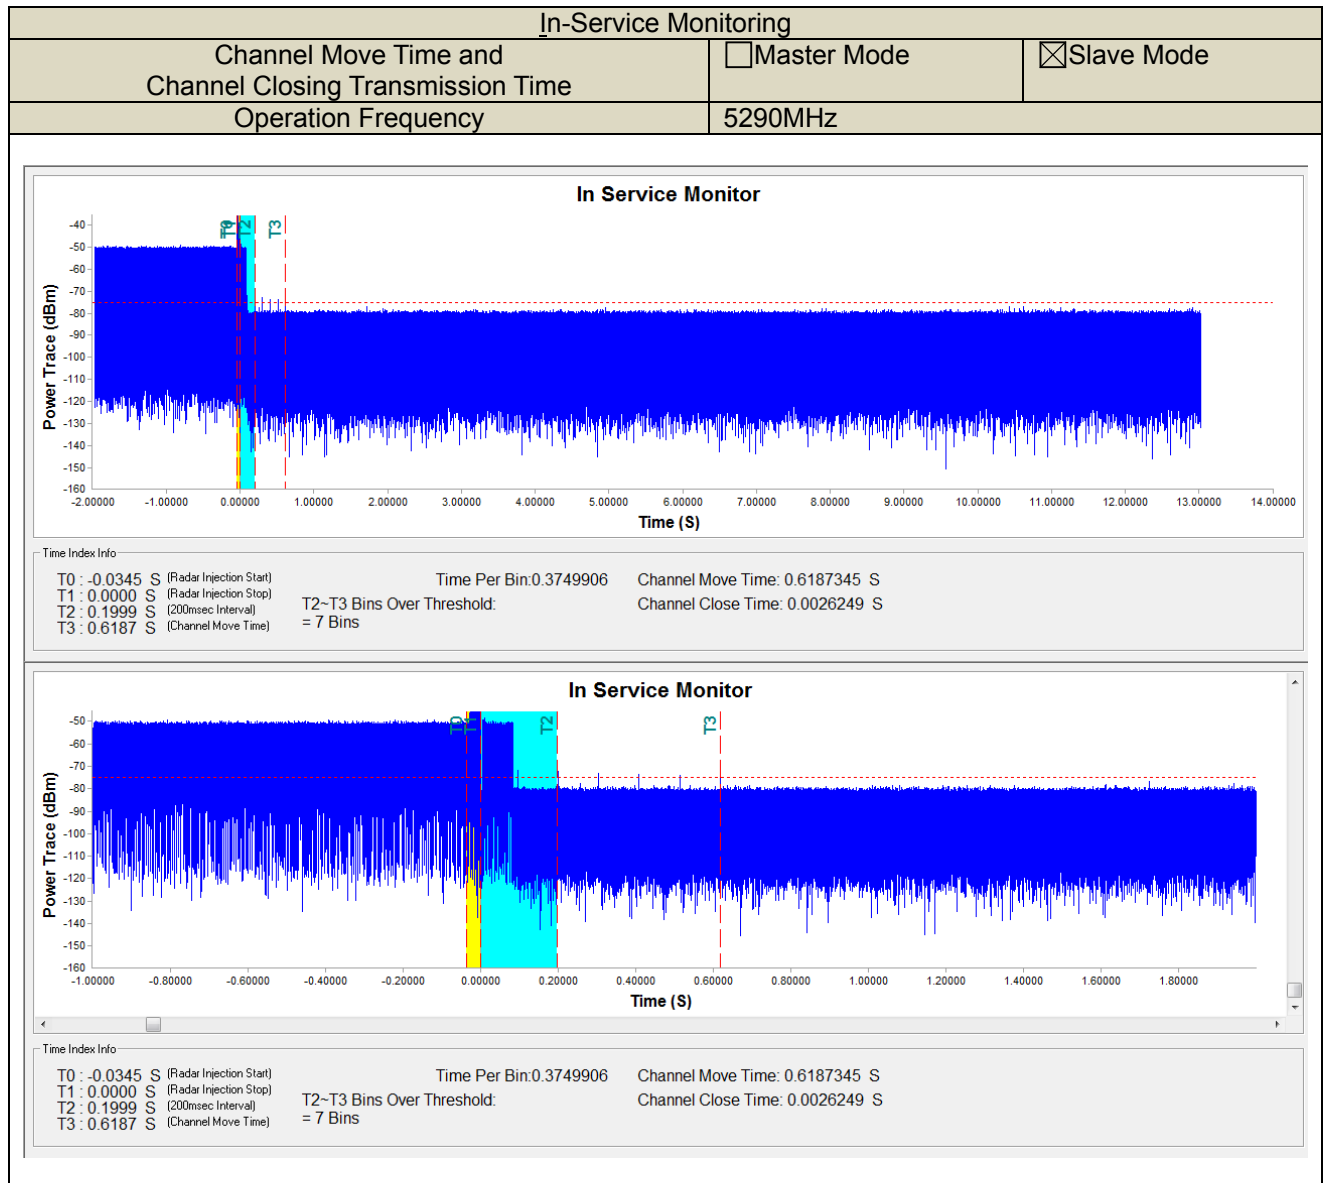 In-Service Monitoring
Channel Move Time and
Channel Closing Transmission Time
Master Mode
Slave Mode
Operation Frequency
5290MHz
In Service Monitor
T0 T1 T2 T3
Power Trace (dBm)
-40
-50
-60
-70
-80
-90
-100
-110
-120
-130
-140
-150
-160
-2.00000 -1.00000 0.00000 1.00000 2.00000 3.00000 4.00000 5.00000 6.00000 7.00000 8.00000 9.00000 10.00000 11.00000 12.00000 13.00000 14.00000
Time (S)
Time Index Info
T0 : -0.0345 S (Radar Injection Start)
T1 : 0.0000 S (Radar Injection Stop)
T2 : 0.1999 S (200msec Interval)
T3 : 0.6187 S (Channel Move Time)
Time Per Bin:0.3749906
T2~T3 Bins Over Threshold:
= 7 Bins
Channel Move Time: 0.6187345 S
Channel Close Time: 0.0026249 S
In Service Monitor
T0 T1 T2 T3
Power Trace (dBm)
-50
-60
-70
-80
-90
-100
-110
-120
-130
-140
-150
-160
-1.00000 -0.80000 -0.60000 -0.40000 -0.20000 0.00000 0.20000 0.40000 0.60000 0.80000 1.00000 1.20000 1.40000 1.60000 1.80000
Time (S)
Time Index Info
T0 : -0.0345 S (Radar Injection Start)
T1 : 0.0000 S (Radar Injection Stop)
T2 : 0.1999 S (200msec Interval)
T3 : 0.6187 S (Channel Move Time)
Time Per Bin:0.3749906
T2~T3 Bins Over Threshold:
= 7 Bins
Channel Move Time: 0.6187345 S
Channel Close Time: 0.0026249 S